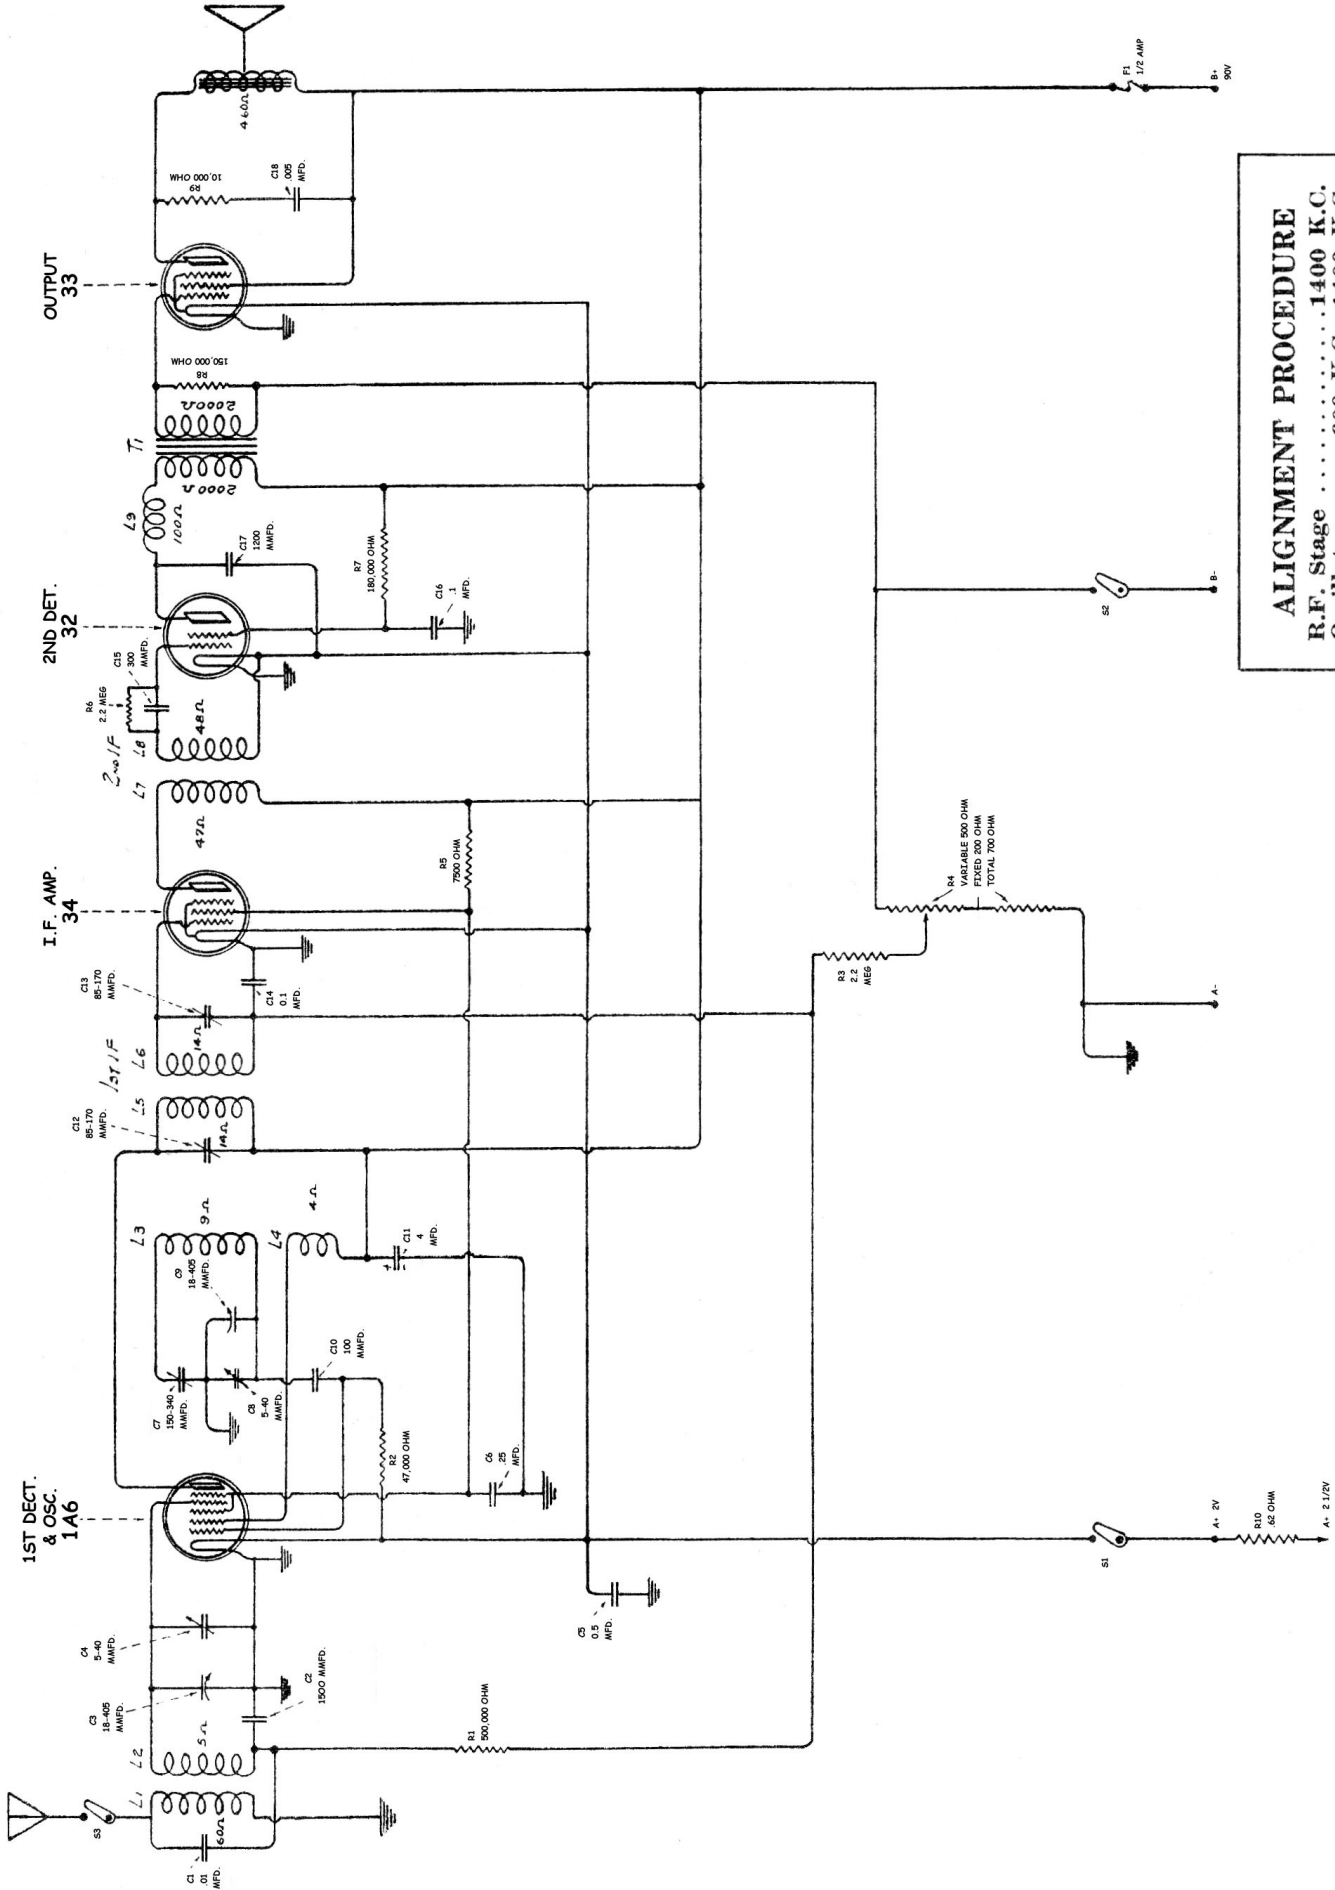 1ST DECT.
& OSC.
1A6
I.F. AMP.
34
2ND DET.
32
OUTPUT
33
S3
C1
.01
MFD.
L1
60Ω
L2
5Ω
C3
18-405
MMFD.
C4
5-40
MMFD.
C2
1500 MMFD.
R1
500,000 OHM
C5
0.5
MFD.
C7
150-340
MMFD.
C8
5-40
MMFD.
C9
18-405
MMFD.
L3
9Ω
C10
100
MMFD.
R2
47,000 OHM
C6
.25
MFD.
L4
4Ω
C11
4
MFD.
+
-
C12
85-170
MMFD.
L5
14Ω
1ST IF
L6
14Ω
C13
85-170
MMFD.
C14
0.1
MFD.
R5
7500 OHM
47Ω
L7
2ND IF
L8
48Ω
R6
2.2 MEG
C15
300
MMFD.
C17
1200
MMFD.
R7
180,000 OHM
C16
.1
MFD.
L9
100Ω
T1
2000Ω
2000Ω
R8
150,000 OHM
R9
10,000 OHM
C18
.005
MFD.
460Ω
R3
2.2
MEG
R4
VARIABLE 500 OHM
FIXED 200 OHM
TOTAL 700 OHM
S1
A+ 2V
R10
.62 OHM
A+ 2 1/2V
A-
S2
B-
F1
1/2 AMP
B+
90V
ALIGNMENT PROCEDURE
R.F. Stage ............1400 K.C.